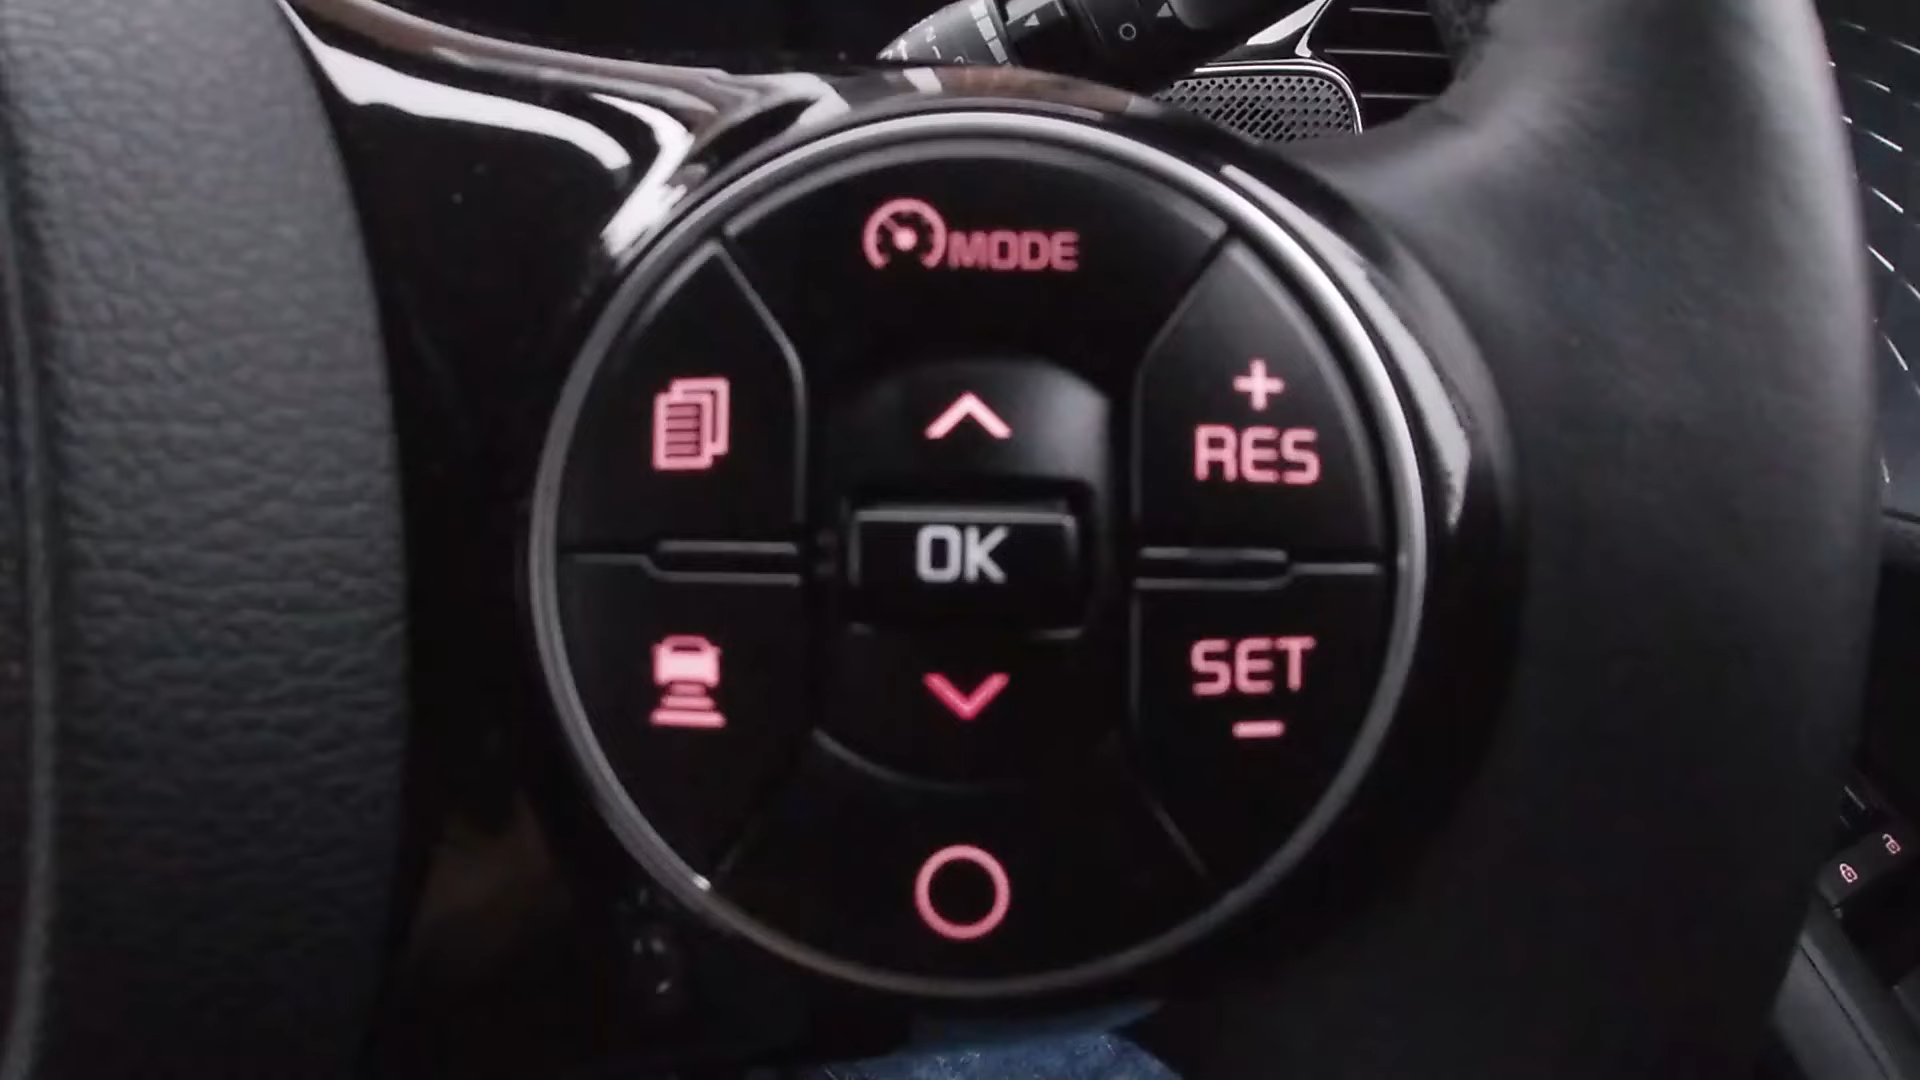 MODE
+
RES
OK
SET
-